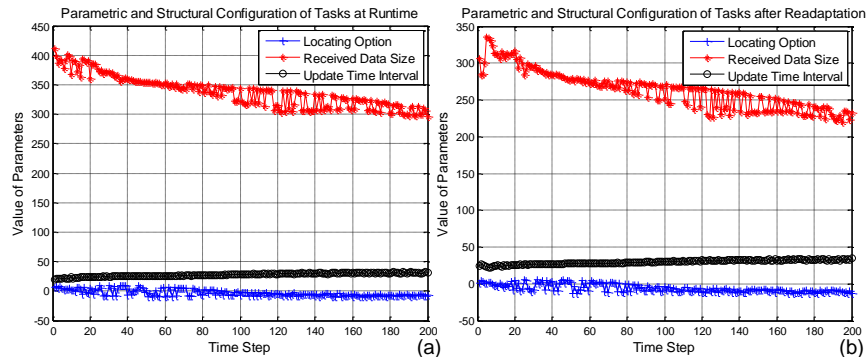 Parametric and Structural Configuration of Tasks at Runtime
450
400
350
300
250
200
150
100
50
0
-50
0 20 40 60 80 100 120 140 160 180 200
Value of Parameters
Time Step
Locating Option
Received Data Size
Update Time Interval
(a)
Parametric and Structural Configuration of Tasks after Readaptation
350
300
250
200
150
100
50
0
-50
0 20 40 60 80 100 120 140 160 180 200
Value of Parameters
Time Step
Locating Option
Received Data Size
Update Time Interval
(b)